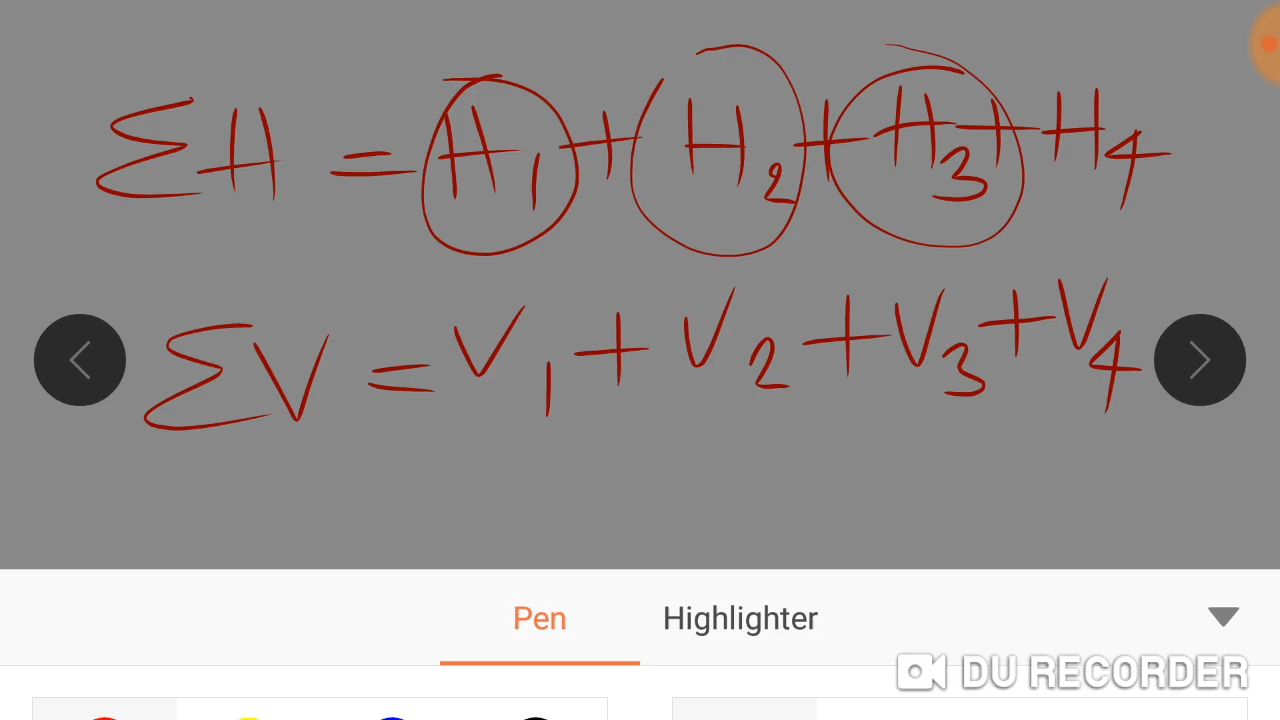 ΣH = H₁ + H₂ + H₃ + H₄
ΣV = V₁ + V₂ + V₃ + V₄
Pen Highlighter
DU RECORDER